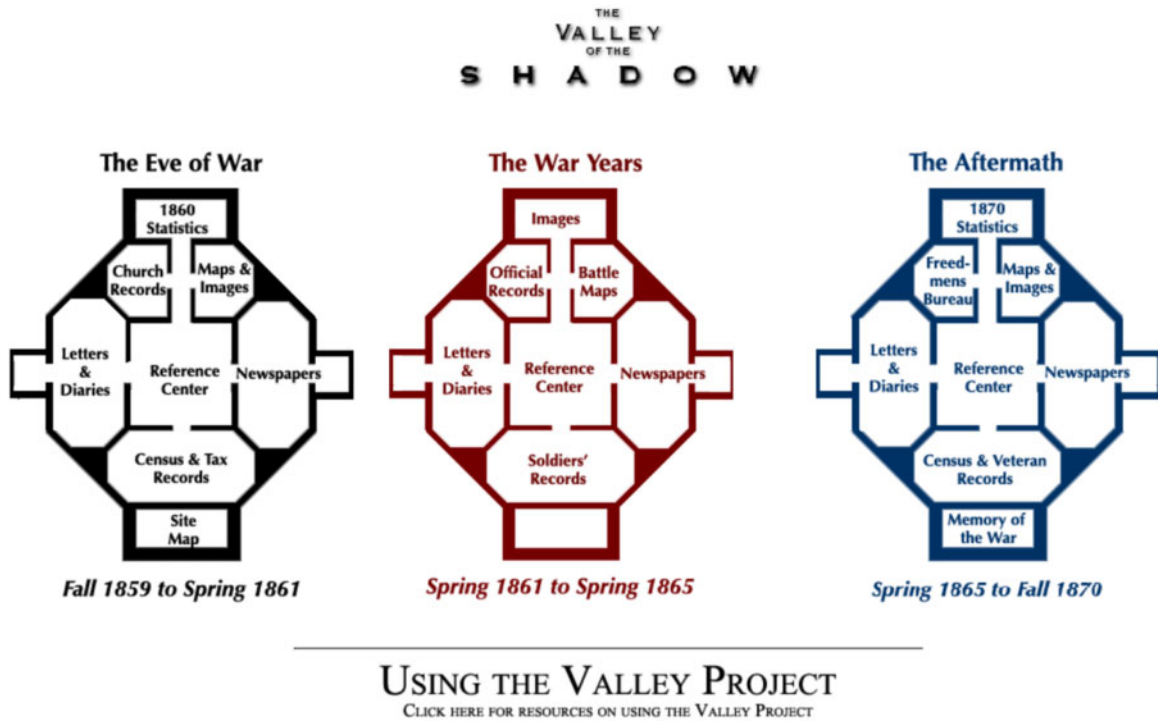 THE
VALLEY
OF THE
SHADOW
The Eve of War
1860
Statistics
Church
Records
Maps &
Images
Letters
&
Diaries
Reference
Center
Newspapers
Census & Tax
Records
Site
Map
Fall 1859 to Spring 1861
The War Years
Images
Official
Records
Battle
Maps
Letters
&
Diaries
Reference
Center
Newspapers
Soldiers'
Records
Spring 1861 to Spring 1865
The Aftermath
1870
Statistics
Freed-
mens
Bureau
Maps &
Images
Letters
&
Diaries
Reference
Center
Newspapers
Census & Veteran
Records
Memory of
the War
Spring 1865 to Fall 1870
USING THE VALLEY PROJECT
CLICK HERE FOR RESOURCES ON USING THE VALLEY PROJECT